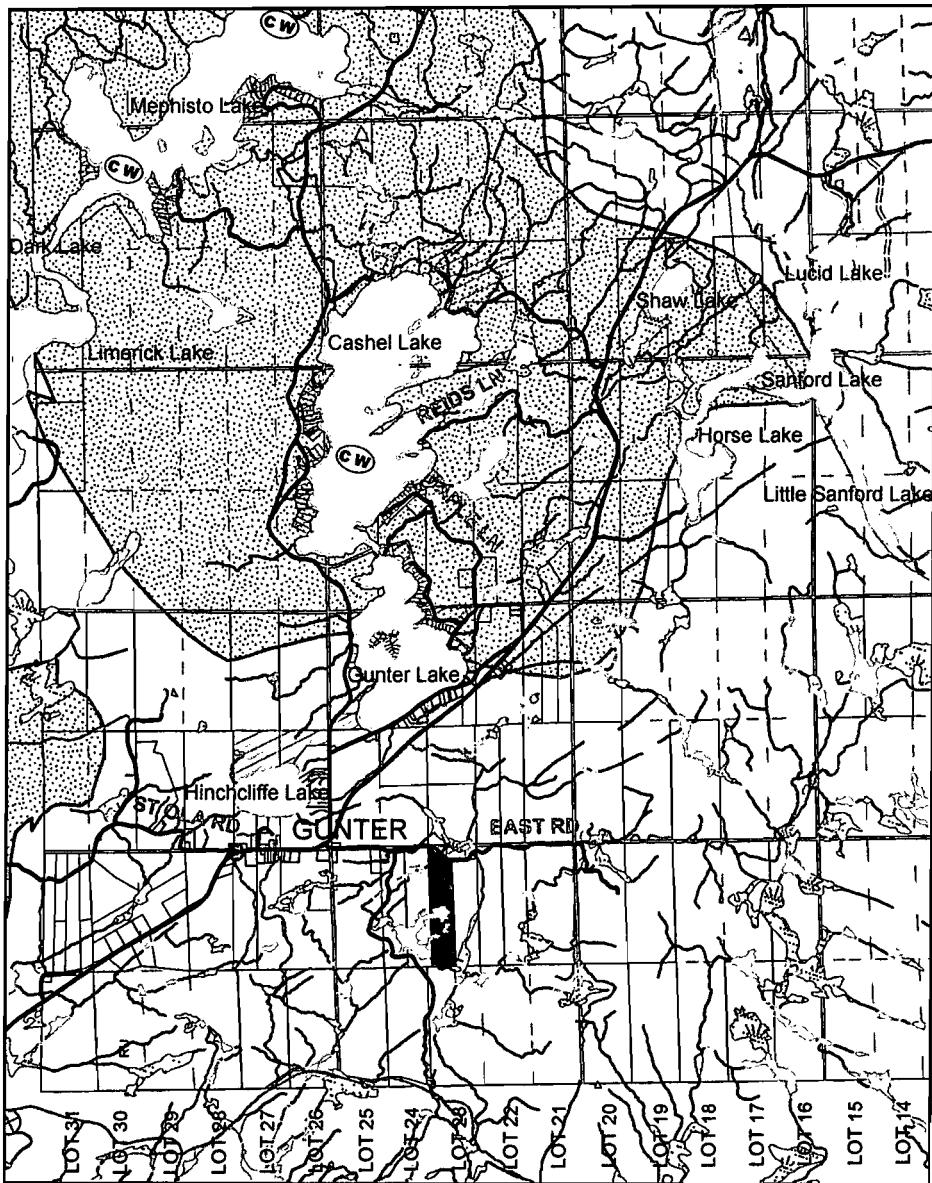 CW
Mephisto Lake
CW
Dark Lake
Lucid Lake
Shaw Lake
Cashel Lake
Limerick Lake
Sanford Lake
REIDS LN
Horse Lake
CW
Little Sanford Lake
Gunter Lake
Hinchcliffe Lake
ST OLA RD
GUNTER
EAST RD
LOT 31
LOT 30
LOT 29
LOT 28
LOT 27
LOT 26
LOT 25
LOT 24
LOT 23
LOT 22
LOT 21
LOT 20
LOT 19
LOT 18
LOT 17
LOT 16
LOT 15
LOT 14